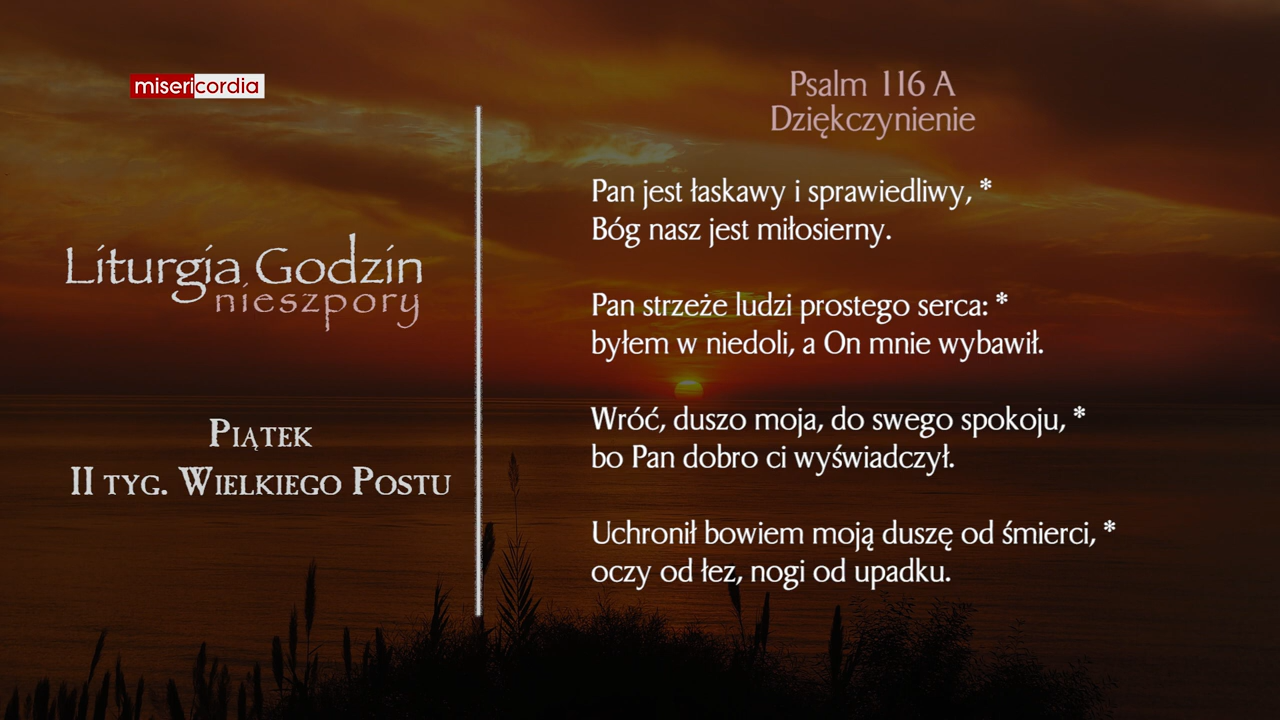 misericordia
Liturgia Godzin
nieszpory
Piątek
II tyg. Wielkiego Postu
Psalm 116 A
Dziękczynienie
Pan jest łaskawy i sprawiedliwy, *
Bóg nasz jest miłosierny.
Pan strzeże ludzi prostego serca: *
byłem w niedoli, a On mnie wybawił.
Wróć, duszo moja, do swego spokoju, *
bo Pan dobro ci wyświadczył.
Uchronił bowiem moją duszę od śmierci, *
oczy od łez, nogi od upadku.